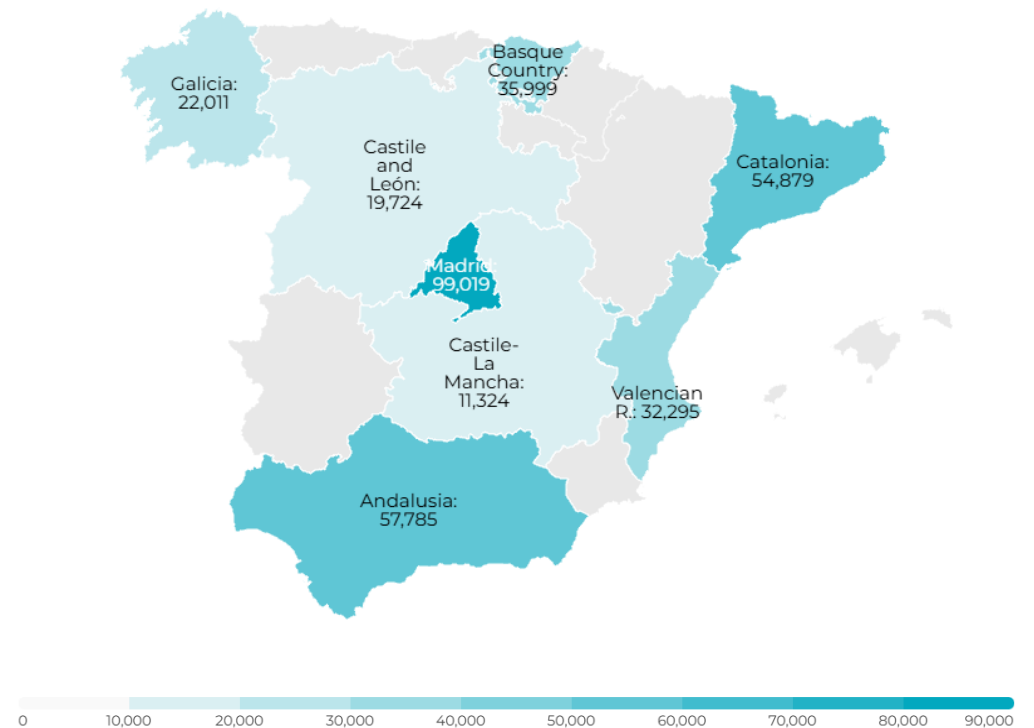 Basque
Country:
35,999
Galicia:
22,011
Castile
and
León:
19,724
Catalonia:
54,879
Madrid:
99,019
Castile-
La
Mancha:
11,324
Valencian
R.: 32,295
Andalusia:
57,785
0 10,000 20,000 30,000 40,000 50,000 60,000 70,000 80,000 90,000